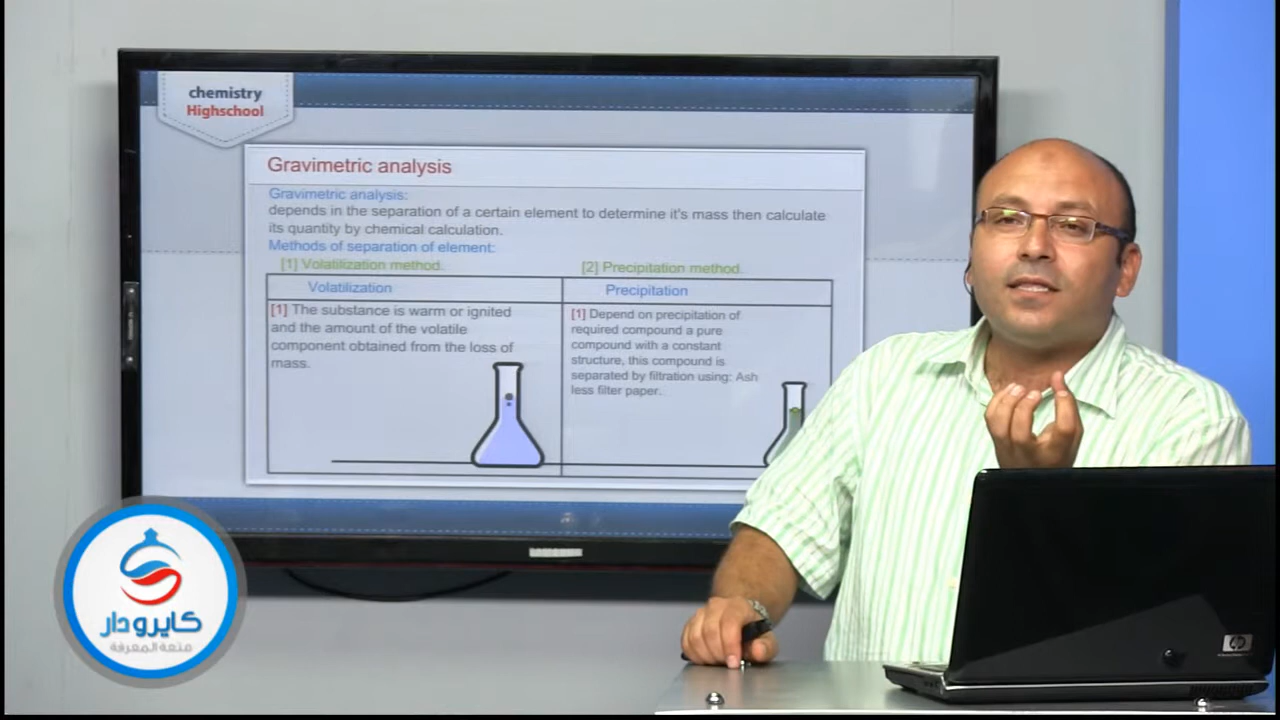 chemistry
Highschool
Gravimetric analysis
Gravimetric analysis:
depends in the separation of a certain element to determine it's mass then calculate
its quantity by chemical calculation.
Methods of separation of element:
[1] Volatilization method.
[2] Precipitation method.
Volatilization
Precipitation
[1] The substance is warm or ignited
and the amount of the volatile
component obtained from the loss of
mass.
[1] Depend on precipitation of
required compound a pure
compound with a constant
structure, this compound is
separated by filtration using: Ash
less filter paper.
كايرودار
متعة المعرفة
hp